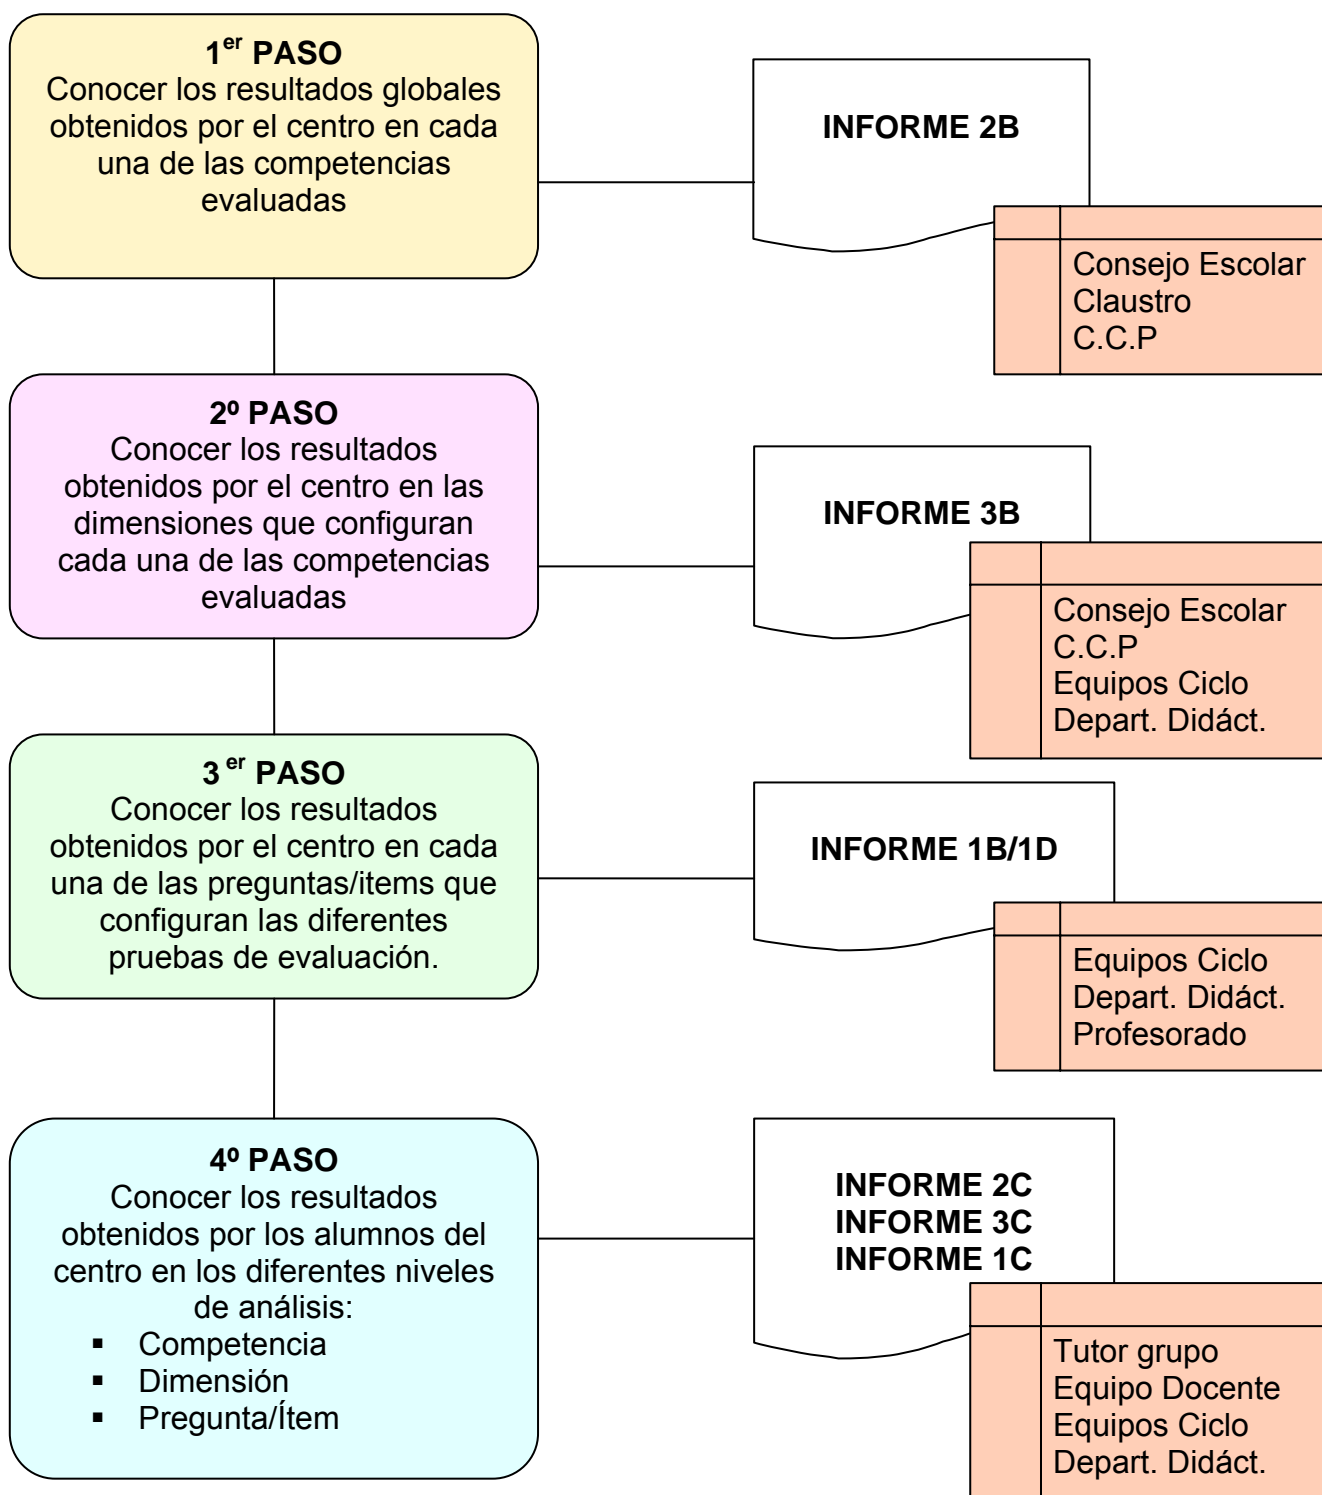 1er PASO
Conocer los resultados globales
obtenidos por el centro en cada
una de las competencias
evaluadas
INFORME 2B
Consejo Escolar
Claustro
C.C.P
2º PASO
Conocer los resultados
obtenidos por el centro en las
dimensiones que configuran
cada una de las competencias
evaluadas
INFORME 3B
Consejo Escolar
C.C.P
Equipos Ciclo
Depart. Didáct.
3 er PASO
Conocer los resultados
obtenidos por el centro en cada
una de las preguntas/items que
configuran las diferentes
pruebas de evaluación.
INFORME 1B/1D
Equipos Ciclo
Depart. Didáct.
Profesorado
4º PASO
Conocer los resultados
obtenidos por los alumnos del
centro en los diferentes niveles
de análisis:
▪ Competencia
▪ Dimensión
▪ Pregunta/Ítem
INFORME 2C
INFORME 3C
INFORME 1C
Tutor grupo
Equipo Docente
Equipos Ciclo
Depart. Didáct.